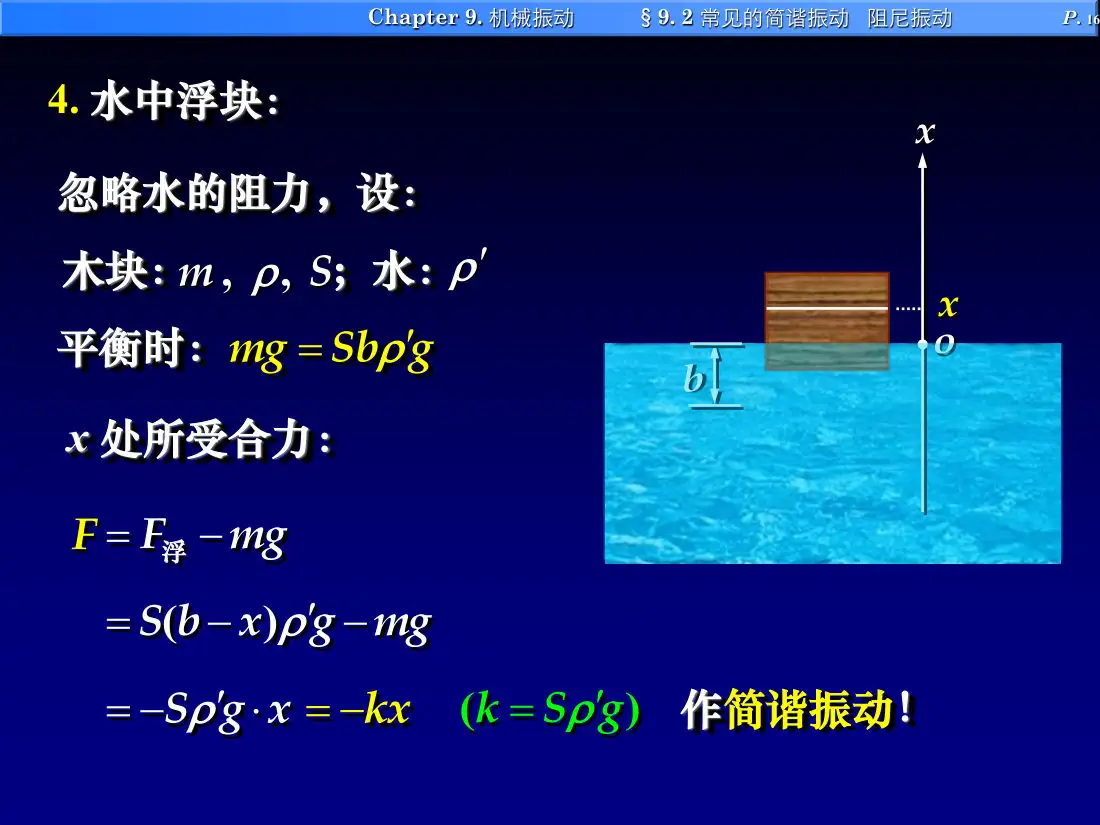 Chapter 9. 机械振动 §9. 2 常见的简谐振动 阻尼振动 P. 16
4. 水中浮块：
忽略水的阻力，设：
木块：m , ρ, S；水：ρ′
平衡时：mg = Sbρ′g
x 处所受合力：
F = F浮 − mg
= S(b − x)ρ′g − mg
= −Sρ′g · x = −kx (k = Sρ′g) 作简谐振动！
x
x
o
b